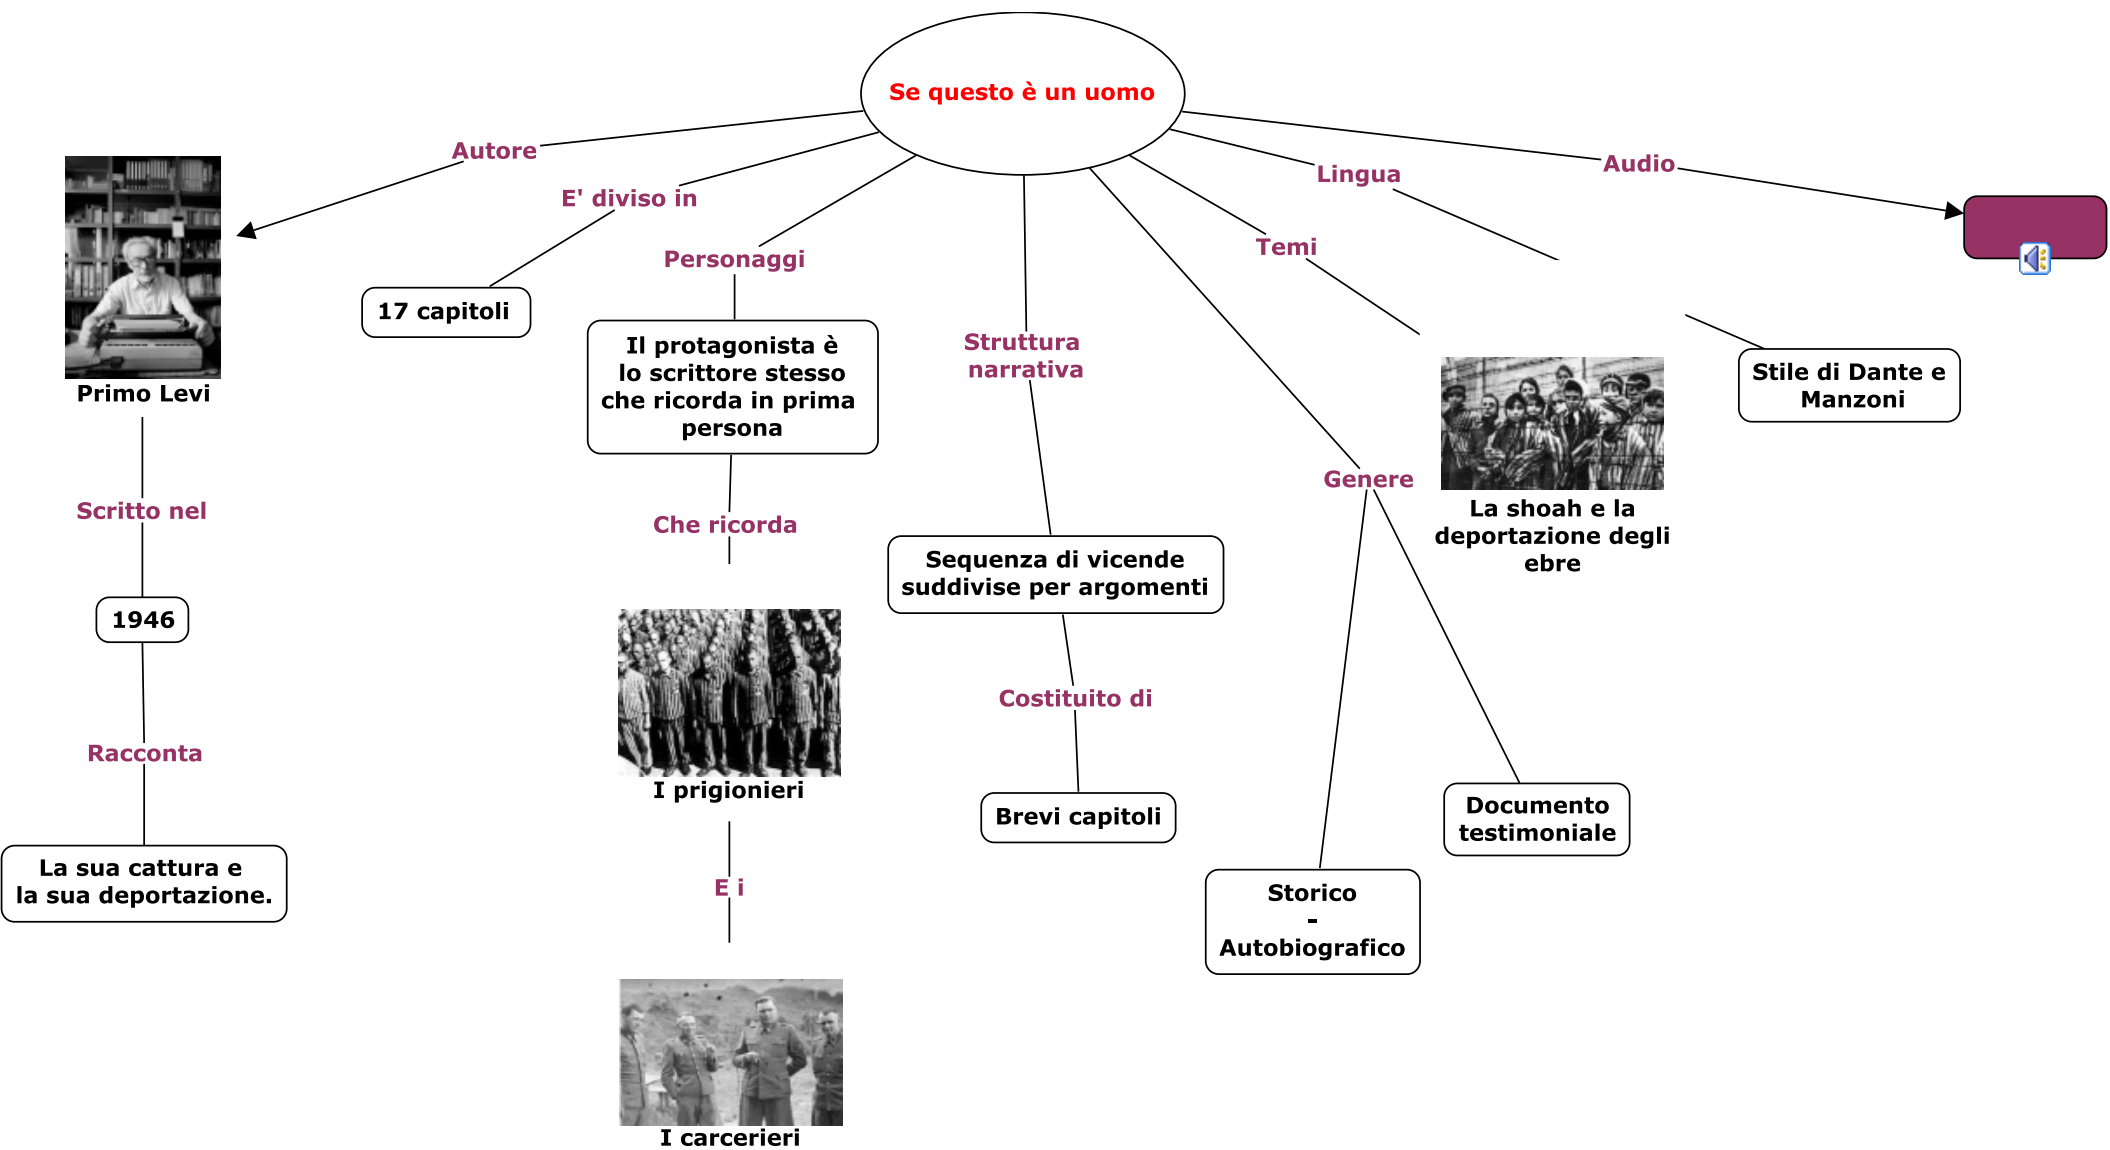 Se questo è un uomo
Autore
Primo Levi
Scritto nel
1946
Racconta
La sua cattura e
la sua deportazione.
E' diviso in
17 capitoli
Personaggi
Il protagonista è
lo scrittore stesso
che ricorda in prima
persona
Che ricorda
I prigionieri
E i
I carcerieri
Struttura
narrativa
Sequenza di vicende
suddivise per argomenti
Costituito di
Brevi capitoli
Genere
Storico
-
Autobiografico
Documento
testimoniale
Temi
La shoah e la
deportazione degli
ebre
Lingua
Stile di Dante e
Manzoni
Audio